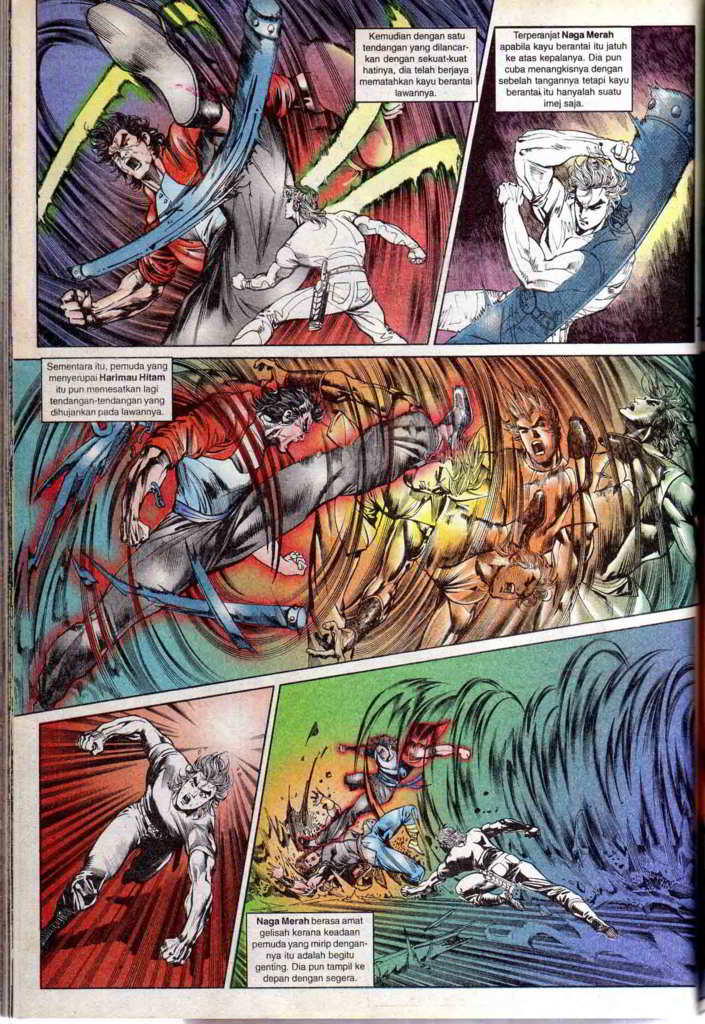 Kemudian dengan satu
tendangan yang dilancar-
kan dengan sekuat-kuat
hatinya, dia telah berjaya
mematahkan kayu berantai
lawannya.
Terperanjat Naga Merah
apabila kayu berantai itu jatuh
ke atas kepalanya. Dia pun
cuba menangkisnya dengan
sebelah tangannya tetapi kayu
berantai itu hanyalah suatu
imej saja.
Sementara itu, pemuda yang
menyerupai Harimau Hitam
itu pun memesatkan lagi
tendangan-tendangan yang
dihujankan pada lawannya.
Naga Merah berasa amat
gelisah kerana keadaan
pemuda yang mirip dengan-
nya itu adalah begitu
genting. Dia pun tampil ke
depan dengan segera.